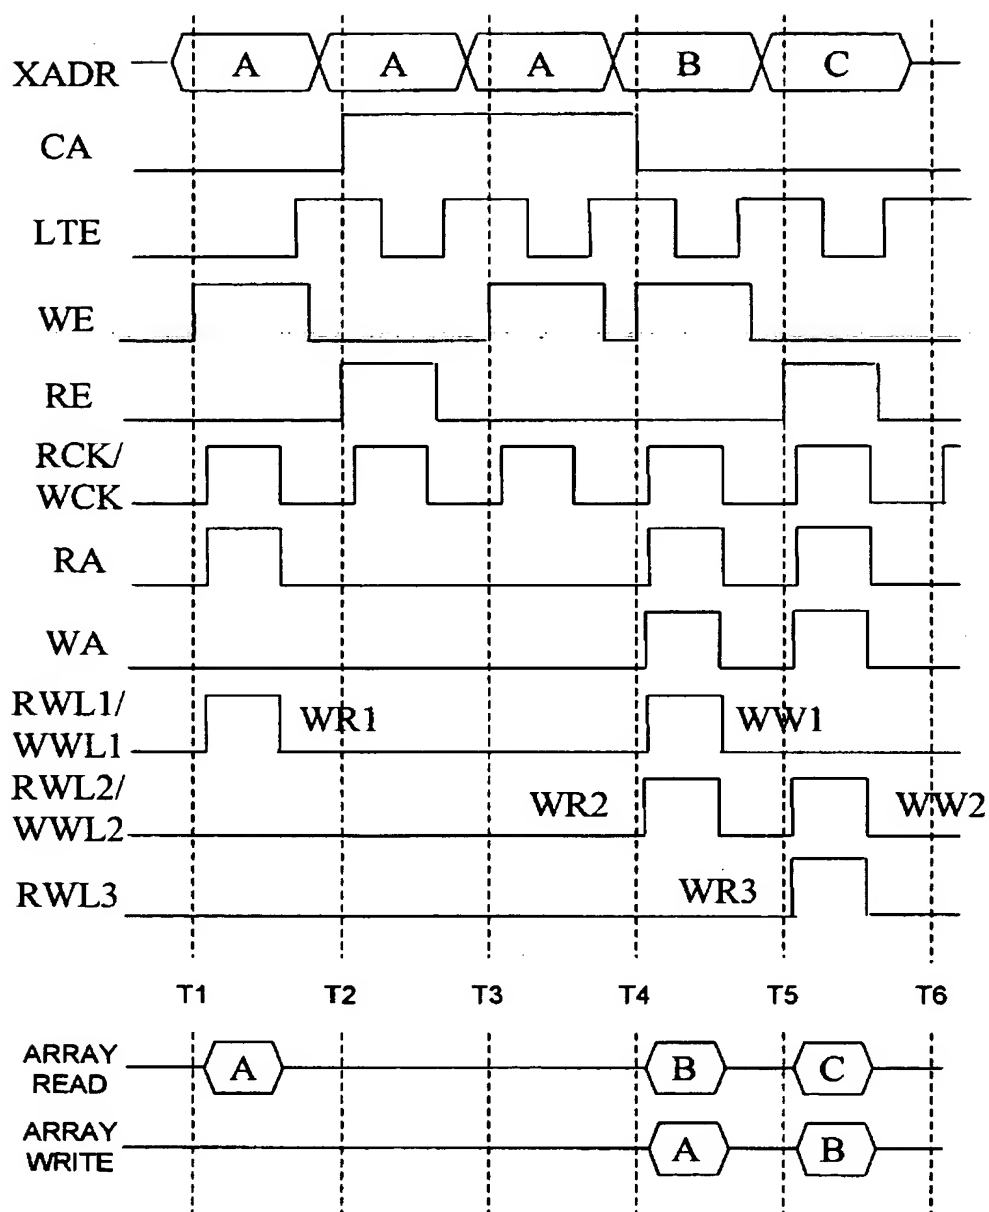 XADR A A A B C
CA
LTE
WE
RE
RCK/
WCK
RA
WA
RWL1/
WWL1 WR1 WW1
RWL2/
WWL2 WR2 WW2
RWL3 WR3
T1 T2 T3 T4 T5 T6
ARRAY
READ A B C
ARRAY
WRITE A B